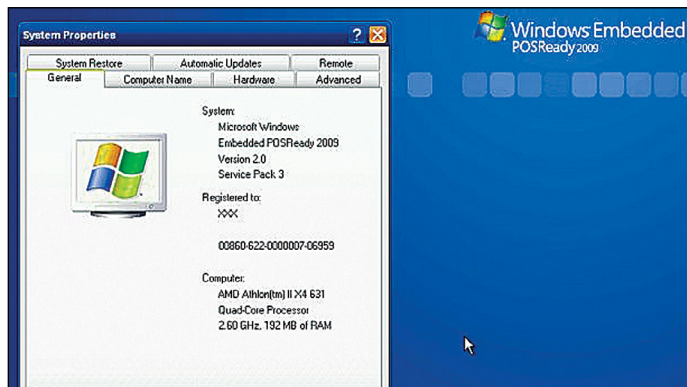 System Properties
Windows Embedded
POSReady 2009
System Restore
Automatic Updates
Remote
General
Computer Name
Hardware
Advanced
System:
Microsoft Windows
Embedded POSReady 2009
Version 2.0
Service Pack 3
Registered to:
XXX
00860-622-0000007-06959
Computer:
AMD Athlon(tm) II X4 631
Quad-Core Processor
2.60 GHz, 192 MB of RAM